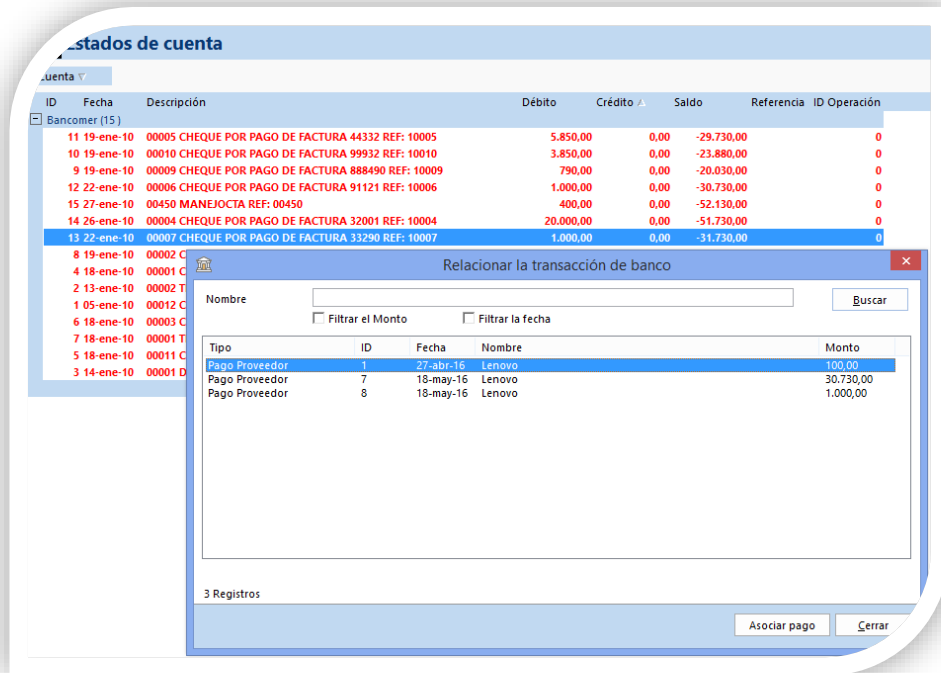 Estados de cuenta
cuenta
ID Fecha Descripción Débito Crédito Saldo Referencia ID Operación
Bancomer (15 )
11 19-ene-10 00005 CHEQUE POR PAGO DE FACTURA 44332 REF: 10005 5.850,00 0,00 -29.730,00 0
10 19-ene-10 00010 CHEQUE POR PAGO DE FACTURA 99932 REF: 10010 3.850,00 0,00 -23.880,00 0
9 19-ene-10 00009 CHEQUE POR PAGO DE FACTURA 888490 REF: 10009 790,00 0,00 -20.030,00 0
12 22-ene-10 00006 CHEQUE POR PAGO DE FACTURA 91121 REF: 10006 1.000,00 0,00 -30.730,00 0
15 27-ene-10 00450 MANEJOCTA REF: 00450 400,00 0,00 -52.130,00 0
14 26-ene-10 00004 CHEQUE POR PAGO DE FACTURA 32001 REF: 10004 20.000,00 0,00 -51.730,00 0
13 22-ene-10 00007 CHEQUE POR PAGO DE FACTURA 33290 REF: 10007 1.000,00 0,00 -31.730,00 0
8 19-ene-10 00002 C
4 18-ene-10 00001 C
2 13-ene-10 00002 T
1 05-ene-10 00012 C
6 18-ene-10 00003 C
7 18-ene-10 00001 T
5 18-ene-10 00011 C
3 14-ene-10 00001 D
Relacionar la transacción de banco
Nombre Buscar
Filtrar el Monto Filtrar la fecha
Tipo ID Fecha Nombre Monto
Pago Proveedor 1 27-abr-16 Lenovo 100,00
Pago Proveedor 7 18-may-16 Lenovo 30.730,00
Pago Proveedor 8 18-may-16 Lenovo 1.000,00
3 Registros
Asociar pago Cerrar